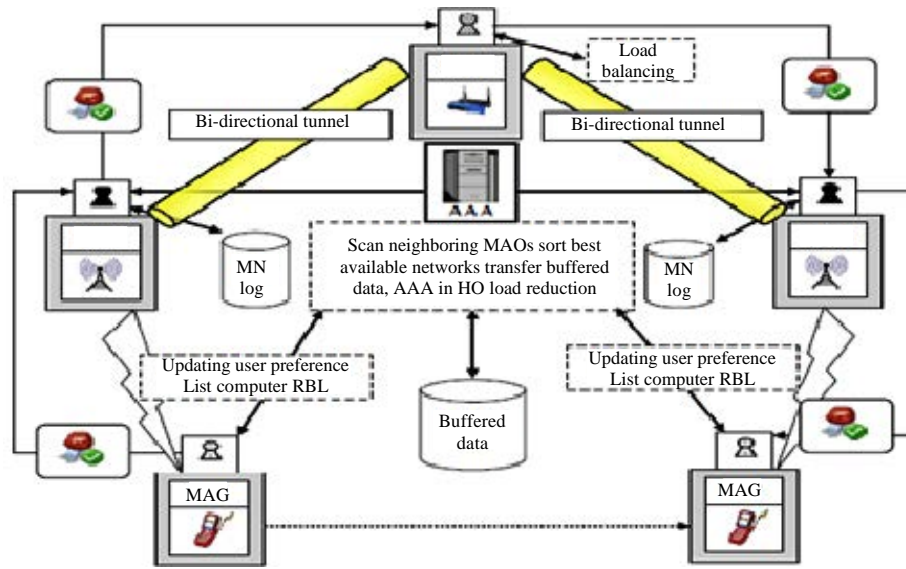 Load
balancing
Bi-directional tunnel
Bi-directional tunnel
AAA
Scan neighboring MAOs sort best
available networks transfer buffered
data, AAA in HO load reduction
MN
log
MN
log
Updating user preference
List computer RBL
Updating user preference
List computer RBL
Buffered
data
MAG
MAG